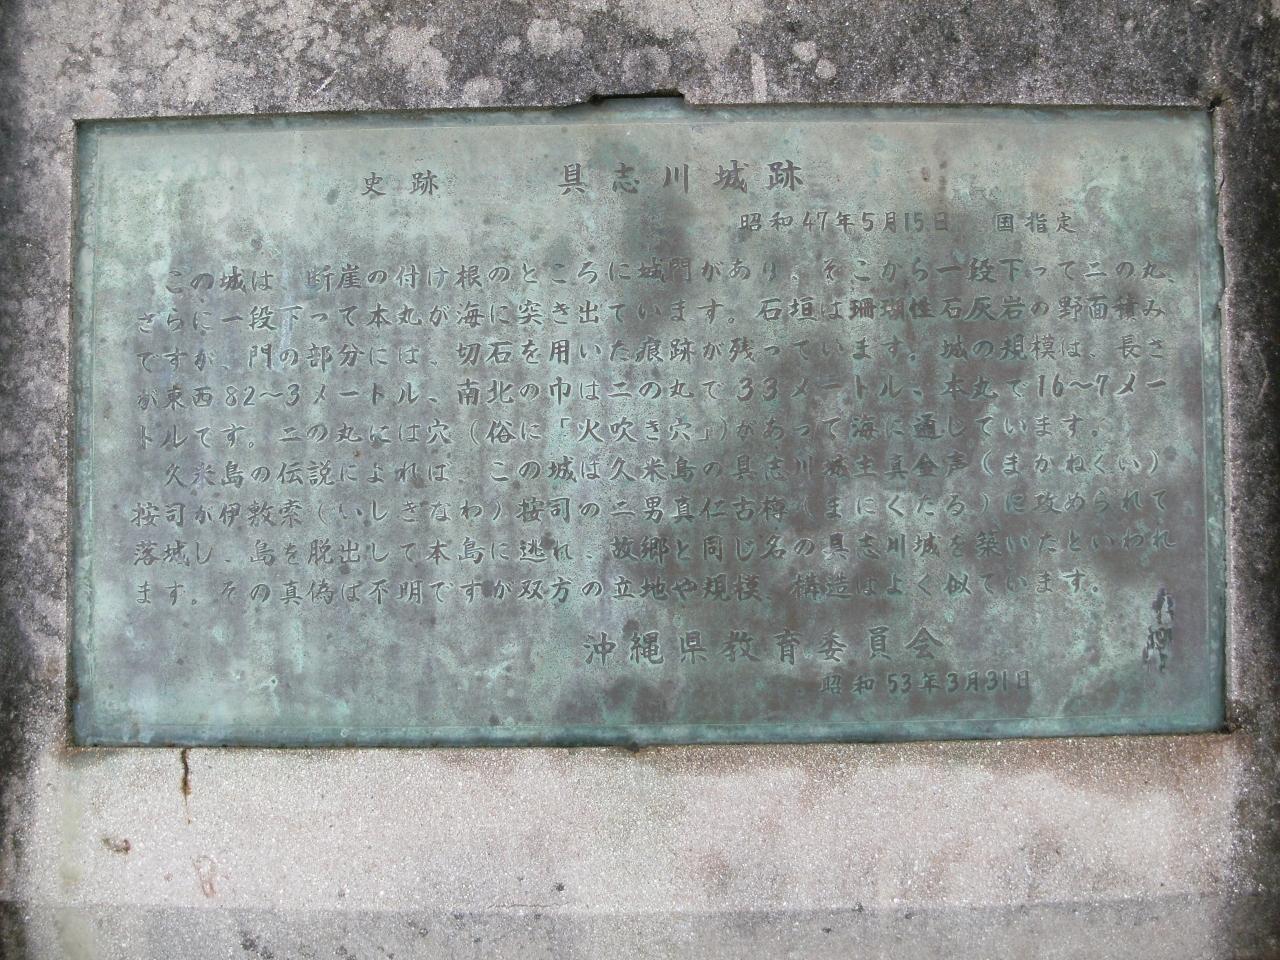 史跡　具志川城跡
昭和47年5月15日　国指定
この城は、断崖の付け根のところに城門があり、そこから一段下って二の丸、
さらに一段下って本丸が海に突き出ています。石垣は珊瑚性石灰岩の野面積み
ですが、門の部分には、切石を用いた痕跡が残っています。城の規模は、長さ
が東西82〜3メートル、南北の巾は二の丸で33メートル、本丸で16〜7メー
トルです。二の丸には穴（俗に「火吹き穴」）があって海に通しています。
久米島の伝説によれば、この城は久米島の具志川城主真金声（まかねくい）
按司が伊敷索（いしきなわ）按司の二男真仁古樽（まにくたる）に攻められて
落城し、島を脱出して本島に逃れ、故郷と同じ名の具志川城を築いたといわれ
ます。その真偽は不明ですが双方の立地や規模、構造はよく似ています。
沖縄県教育委員会
昭和53年3月31日